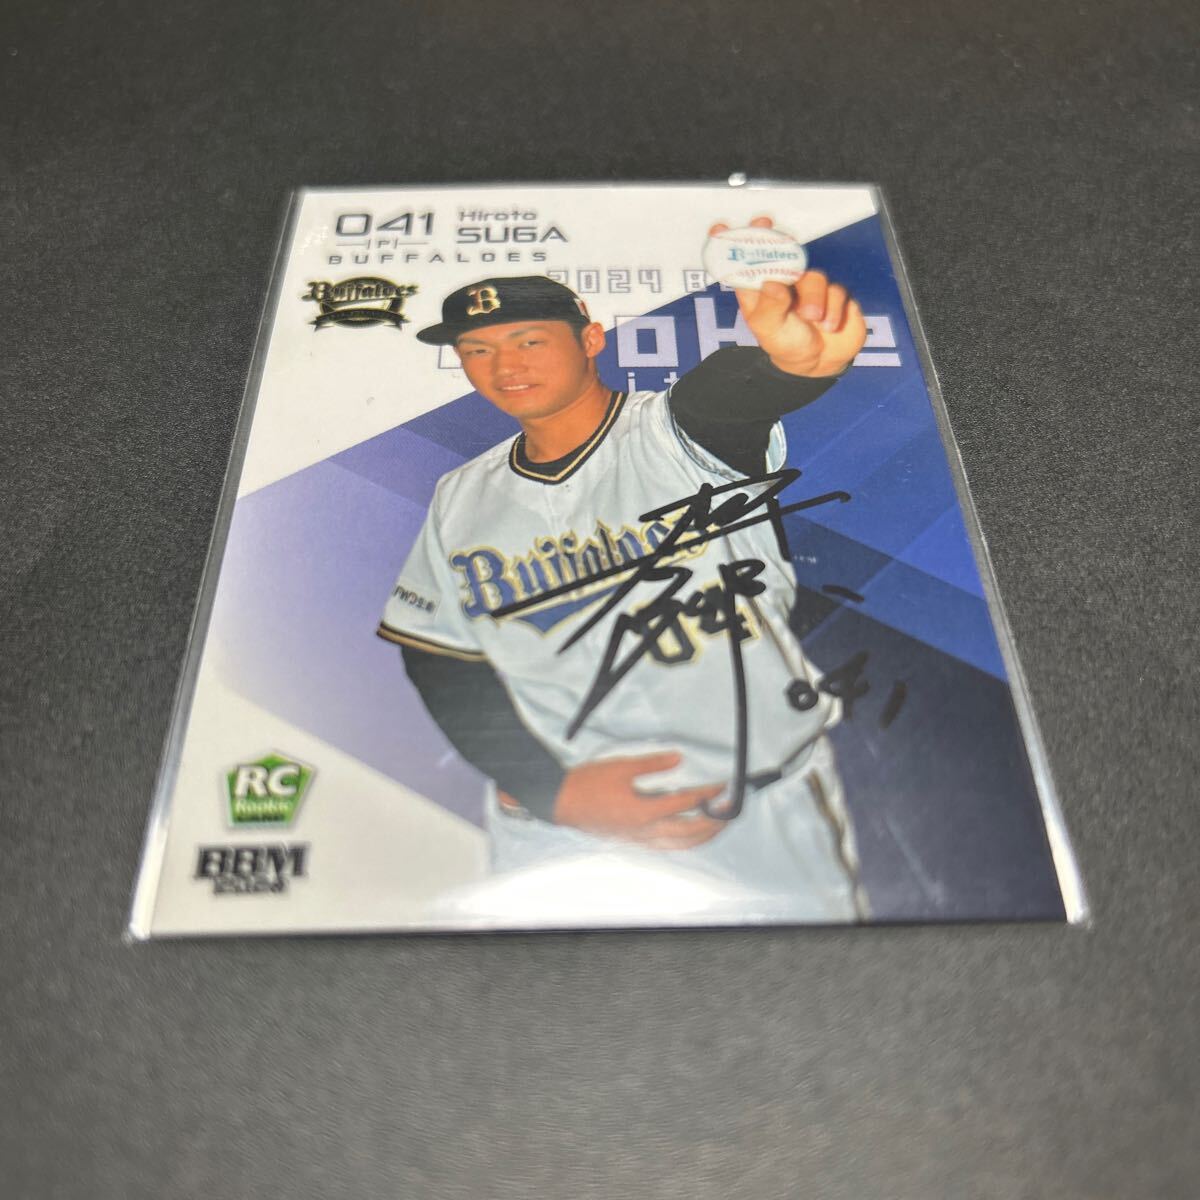 041 Hiroto
P SUGA
BUFFALOES
Buffaloes
Buffaloes
2024 B
B
Buffaloes
041
RC
Rookie
CARD
BBM
2024